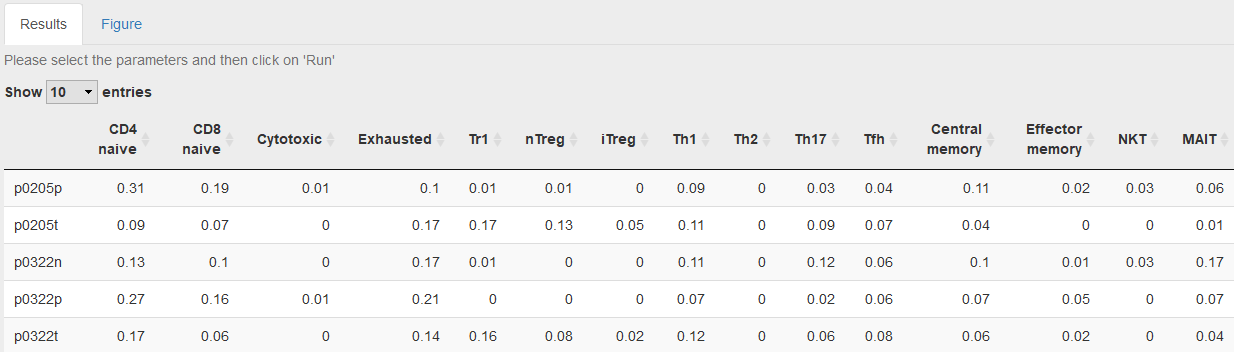 Results Figure
Please select the parameters and then click on 'Run'
Show 10 entries
CD4 naive CD8 naive Cytotoxic Exhausted Tr1 nTreg iTreg Th1 Th2 Th17 Tfh Central memory Effector memory NKT MAIT
p0205p 0.31 0.19 0.01 0.1 0.01 0.01 0 0.09 0 0.03 0.04 0.11 0.02 0.03 0.06
p0205t 0.09 0.07 0 0.17 0.17 0.13 0.05 0.11 0 0.09 0.07 0.04 0 0 0.01
p0322n 0.13 0.1 0 0.17 0.01 0 0 0.11 0 0.12 0.06 0.1 0.01 0.03 0.17
p0322p 0.27 0.16 0.01 0.21 0 0 0 0.07 0 0.02 0.06 0.07 0.05 0 0.07
p0322t 0.17 0.06 0 0.14 0.16 0.08 0.02 0.12 0 0.06 0.08 0.06 0.02 0 0.04